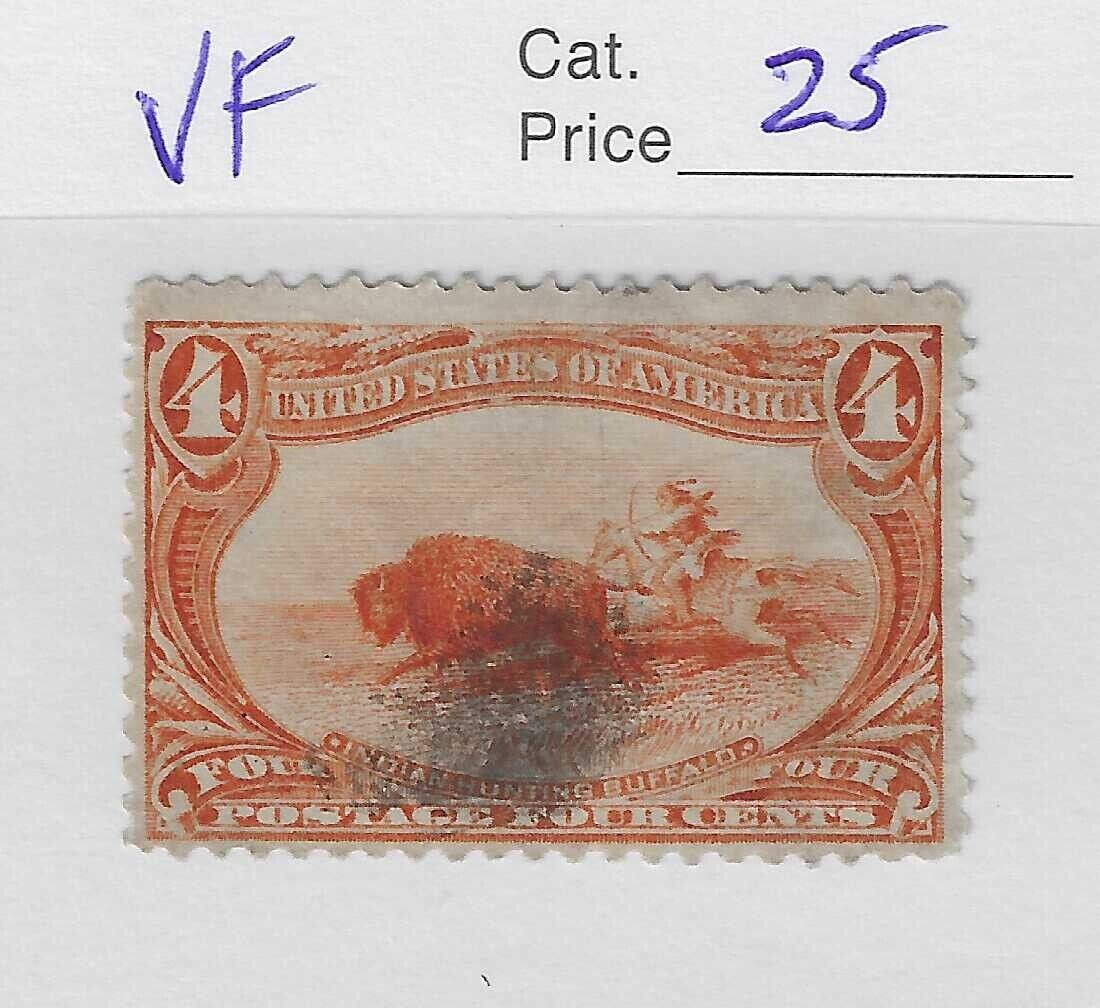 VF Cat. 25
Price
4 UNITED STATES OF AMERICA 4
INDIAN HUNTING BUFFALO.
FOUR FOUR
POSTAGE FOUR CENTS